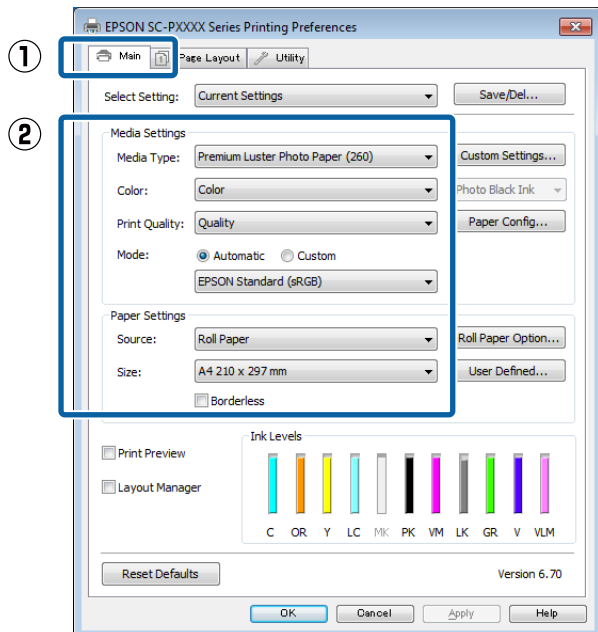 EPSON SC-PXXXX Series Printing Preferences
① Main Page Layout Utility
Select Setting: Current Settings Save/Del...
②
Media Settings
Media Type: Premium Luster Photo Paper (260) Custom Settings...
Color: Color Photo Black Ink
Print Quality: Quality Paper Config...
Mode: Automatic Custom
EPSON Standard (sRGB)
Paper Settings
Source: Roll Paper Roll Paper Option...
Size: A4 210 x 297 mm User Defined...
Borderless
Ink Levels
Print Preview
Layout Manager
C OR Y LC MK PK VM LK GR V VLM
Reset Defaults Version 6.70
OK Cancel Apply Help